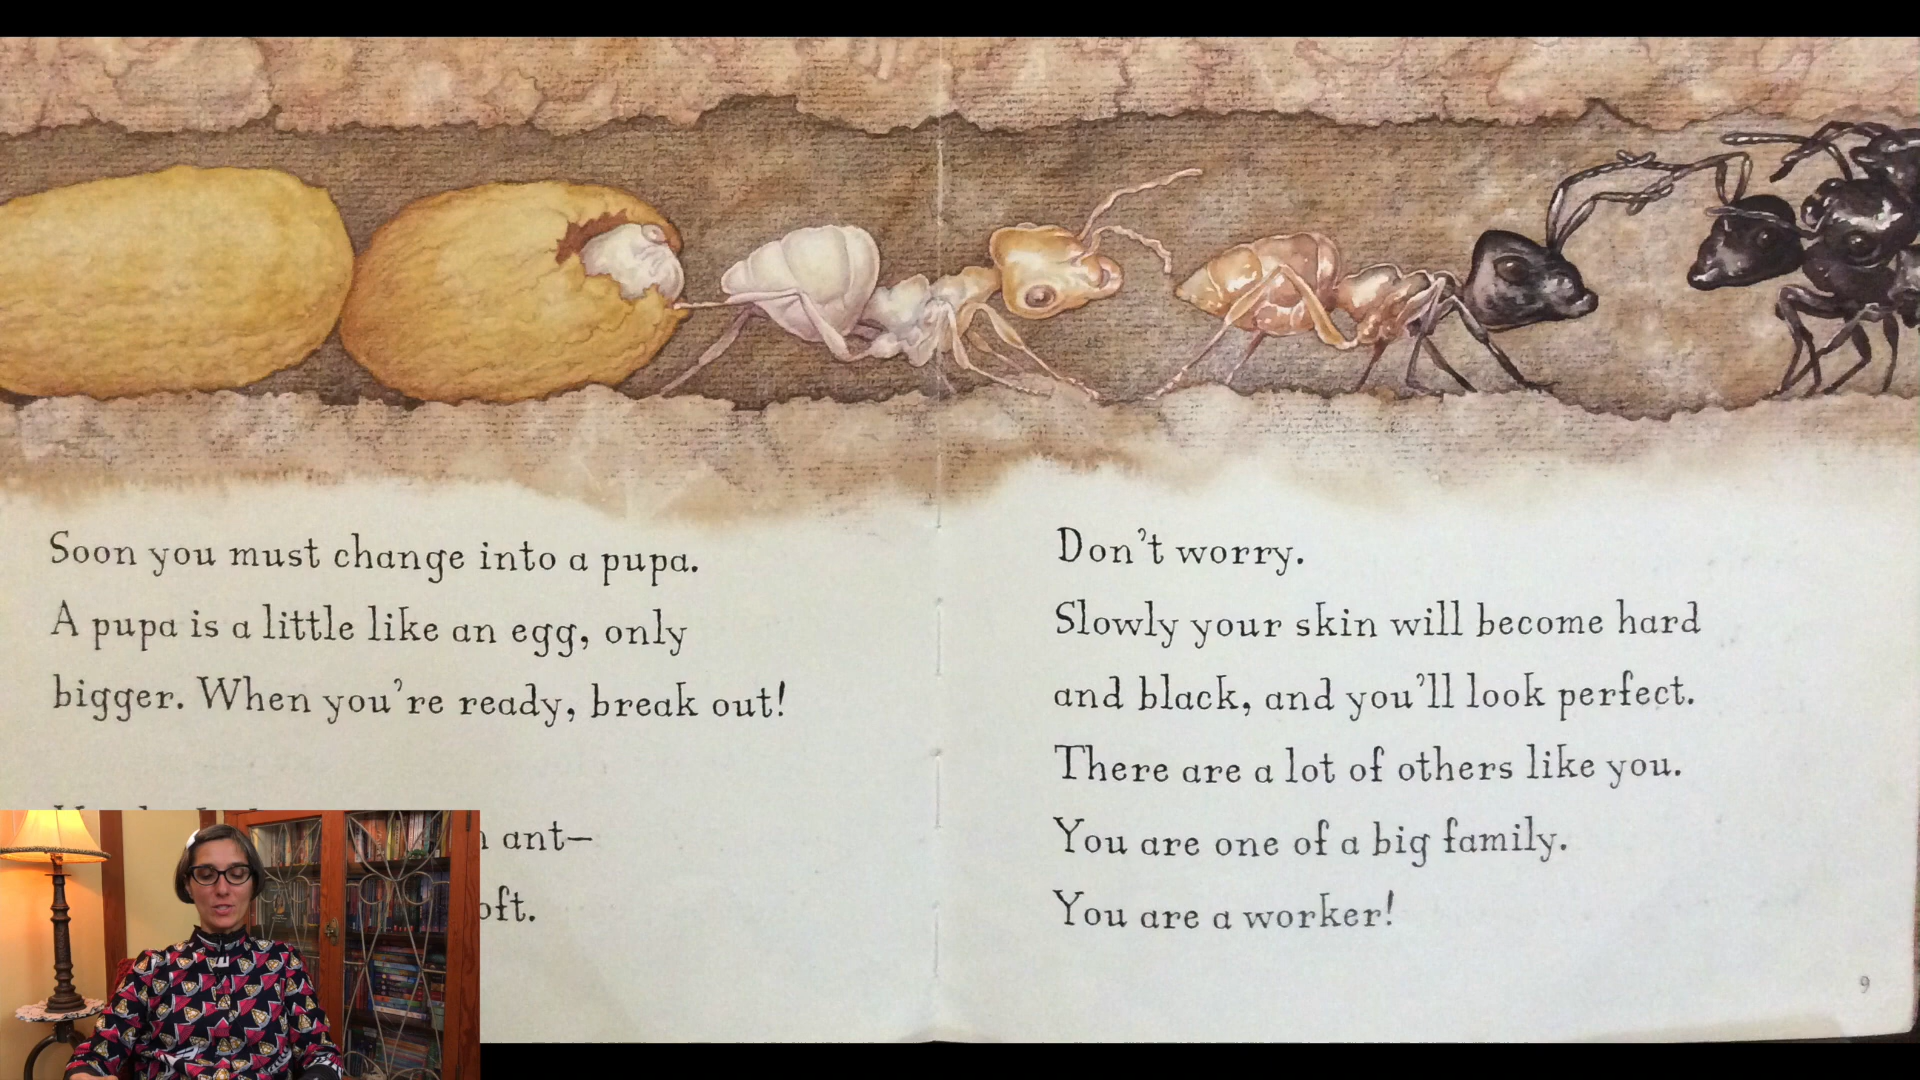 Soon you must change into a pupa.
A pupa is a little like an egg, only
bigger. When you're ready, break out!
ant—
Don't worry.
Slowly your skin will become hard
and black, and you'll look perfect.
There are a lot of others like you.
You are one of a big family.
You are a worker!
9